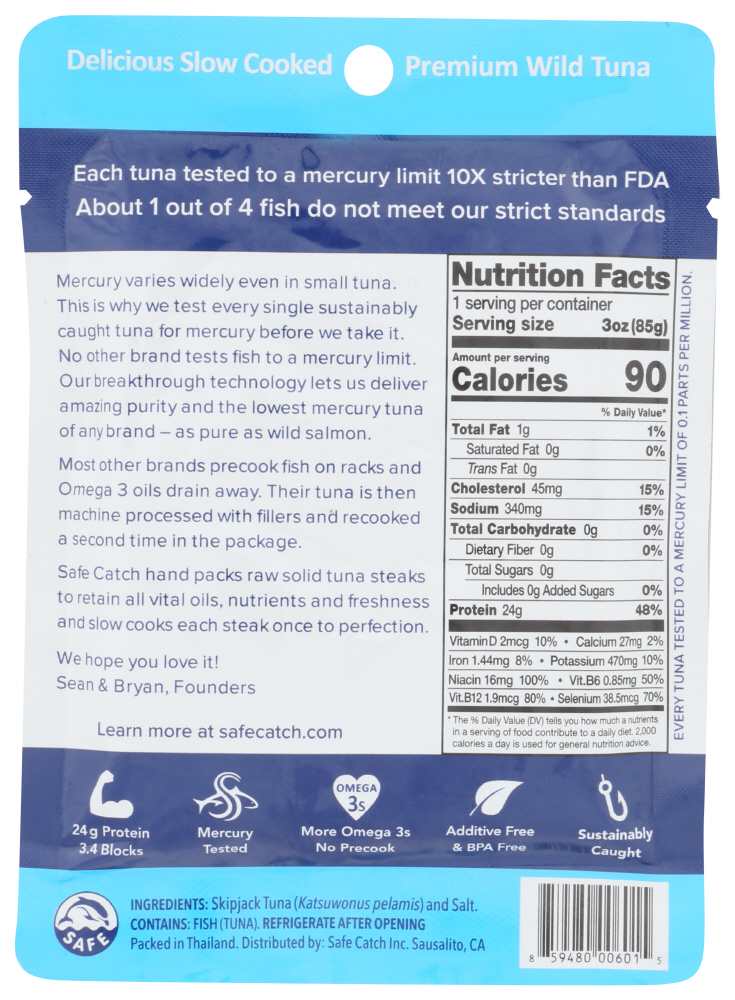 Delicious Slow Cooked Premium Wild Tuna
Each tuna tested to a mercury limit 10X stricter than FDA
About 1 out of 4 fish do not meet our strict standards
Mercury varies widely even in small tuna.
This is why we test every single sustainably
caught tuna for mercury before we take it.
No other brand tests fish to a mercury limit.
Our breakthrough technology lets us deliver
amazing purity and the lowest mercury tuna
of any brand – as pure as wild salmon.
Most other brands precook fish on racks and
Omega 3 oils drain away. Their tuna is then
machine processed with fillers and recooked
a second time in the package.
Safe Catch hand packs raw solid tuna steaks
to retain all vital oils, nutrients and freshness
and slow cooks each steak once to perfection.
We hope you love it!
Sean & Bryan, Founders
Learn more at safecatch.com
Nutrition Facts
1 serving per container
Serving size 3oz (85g)
Amount per serving
Calories 90
% Daily Value*
Total Fat 1g 1%
Saturated Fat 0g 0%
Trans Fat 0g
Cholesterol 45mg 15%
Sodium 340mg 15%
Total Carbohydrate 0g 0%
Dietary Fiber 0g 0%
Total Sugars 0g
Includes 0g Added Sugars 0%
Protein 24g 48%
Vitamin D 2mcg 10% • Calcium 27mg 2%
Iron 1.44mg 8% • Potassium 470mg 10%
Niacin 16mg 100% • Vit.B6 0.85mg 50%
Vit.B12 1.9mcg 80% • Selenium 38.5mcg 70%
* The % Daily Value (DV) tells you how much a nutrients
in a serving of food contribute to a daily diet. 2,000
calories a day is used for general nutrition advice.
EVERY TUNA TESTED TO A MERCURY LIMIT OF 0.1 PARTS PER MILLION.
24g Protein
3.4 Blocks
Mercury
Tested
OMEGA
3s
More Omega 3s
No Precook
Additive Free
& BPA Free
Sustainably
Caught
SAFE
INGREDIENTS: Skipjack Tuna (Katsuwonus pelamis) and Salt.
CONTAINS: FISH (TUNA). REFRIGERATE AFTER OPENING
Packed in Thailand. Distributed by: Safe Catch Inc. Sausalito, CA
8 59480 00601 5